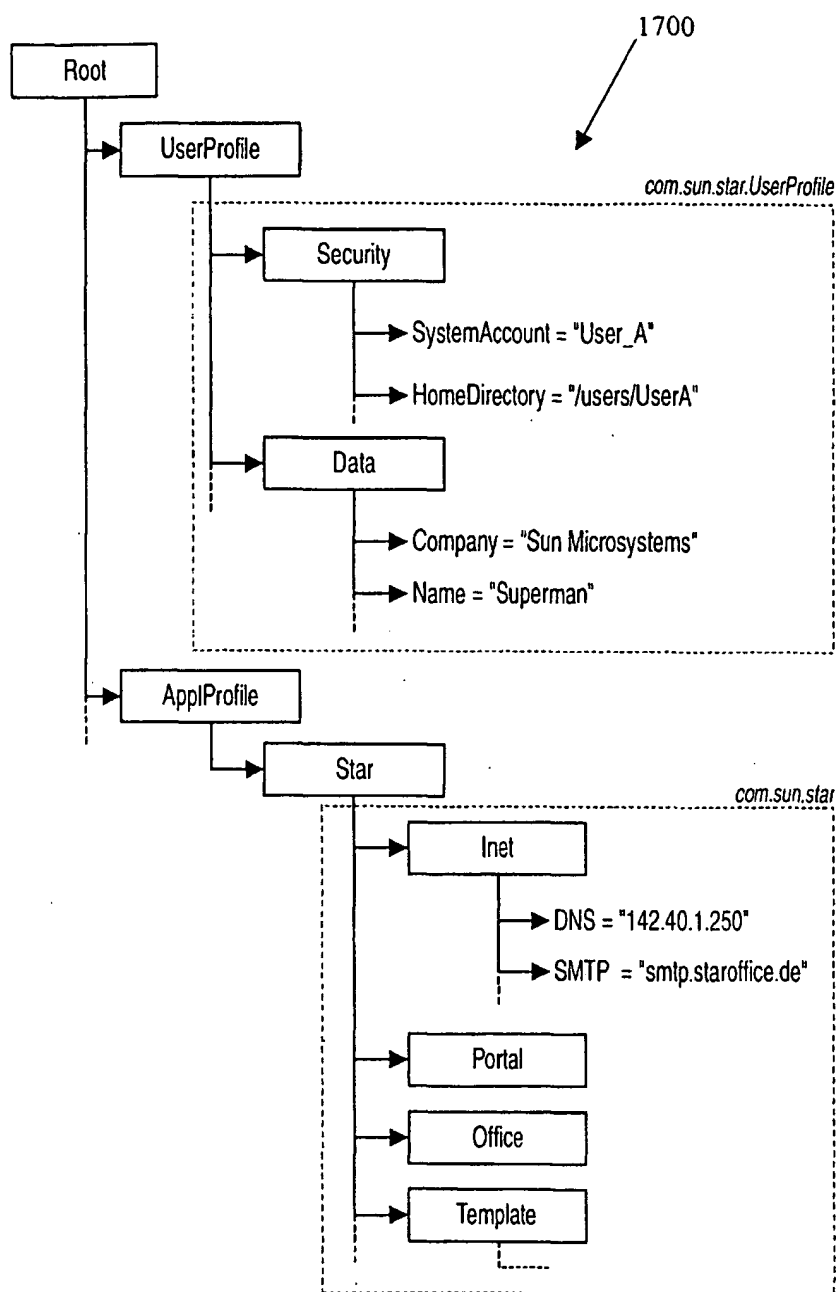 1700
Root
UserProfile
com.sun.star.UserProfile
Security
SystemAccount = "User_A"
HomeDirectory = "/users/UserA"
Data
Company = "Sun Microsystems"
Name = "Superman"
ApplProfile
Star
com.sun.star
Inet
DNS = "142.40.1.250"
SMTP = "smtp.staroffice.de"
Portal
Office
Template